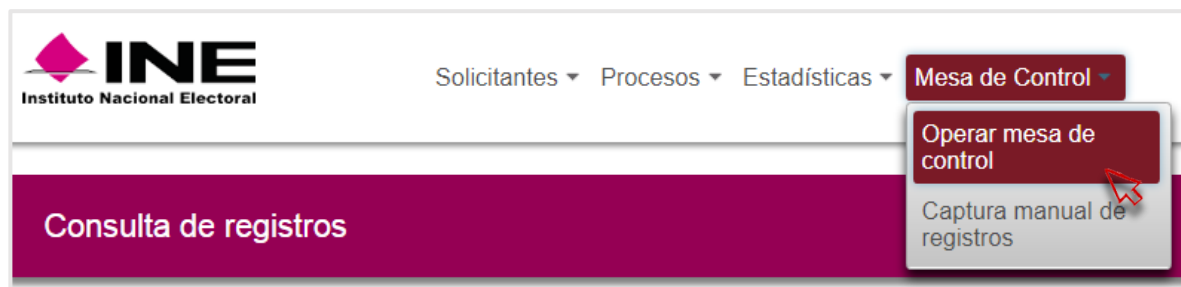 INE
Instituto Nacional Electoral
Solicitantes Procesos Estadísticas Mesa de Control
Operar mesa de
control
Captura manual de
registros
Consulta de registros